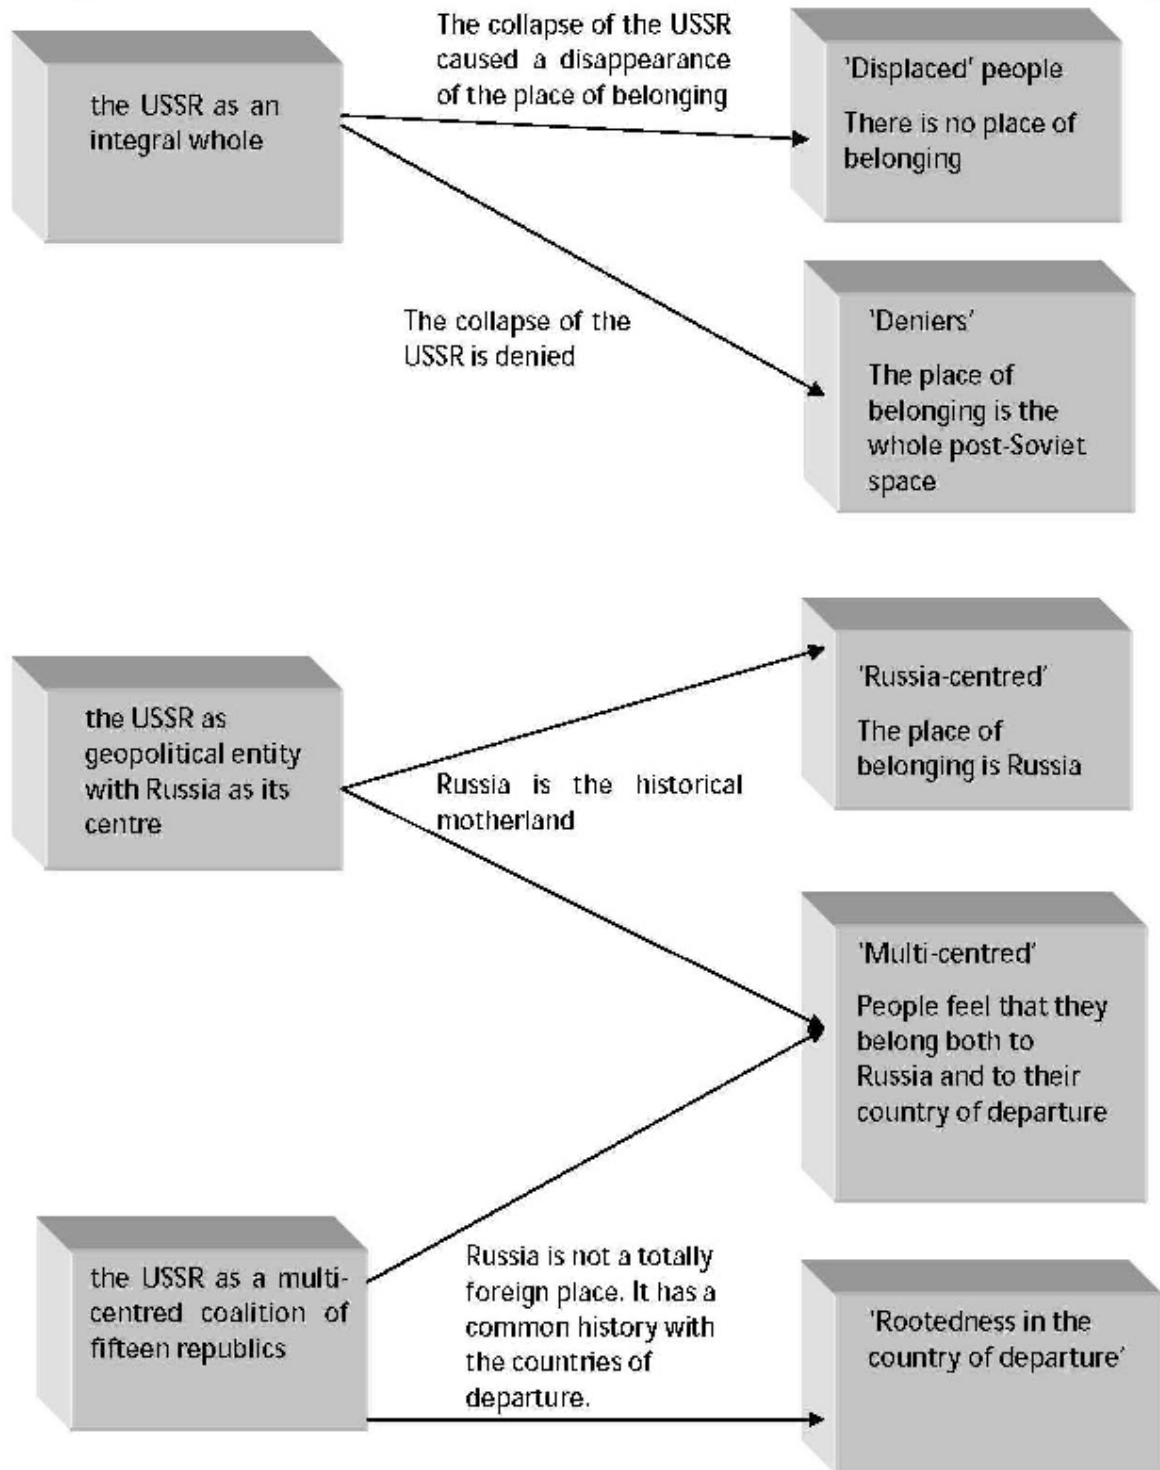 The collapse of the USSR
caused a disappearance
of the place of belonging
the USSR as an
integral whole
'Displaced' people
There is no place of
belonging
The collapse of the
USSR is denied
'Deniers'
The place of
belonging is the
whole post-Soviet
space
the USSR as
geopolitical entity
with Russia as its
centre
Russia is the historical
motherland
'Russia-centred'
The place of
belonging is Russia
'Multi-centred'
People feel that they
belong both to
Russia and to their
country of departure
the USSR as a multi-
centred coalition of
fifteen republics
Russia is not a totally
foreign place. It has a
common history with
the countries of
departure.
'Rootedness in the
country of departure'